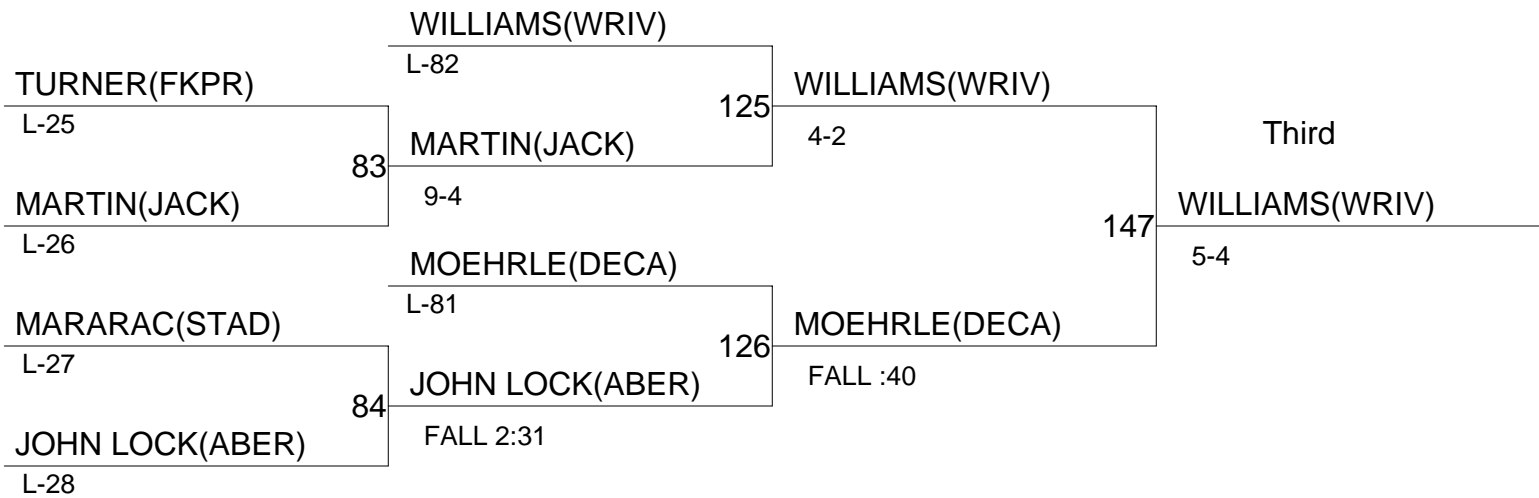 WILLIAMS(WRIV)
L-82
TURNER(FKPR)
L-25
125
WILLIAMS(WRIV)
4-2
Third
83
MARTIN(JACK)
9-4
MARTIN(JACK)
L-26
147
WILLIAMS(WRIV)
5-4
MOEHRLE(DECA)
L-81
MARARAC(STAD)
L-27
126
MOEHRLE(DECA)
FALL :40
84
JOHN LOCK(ABER)
FALL 2:31
JOHN LOCK(ABER)
L-28